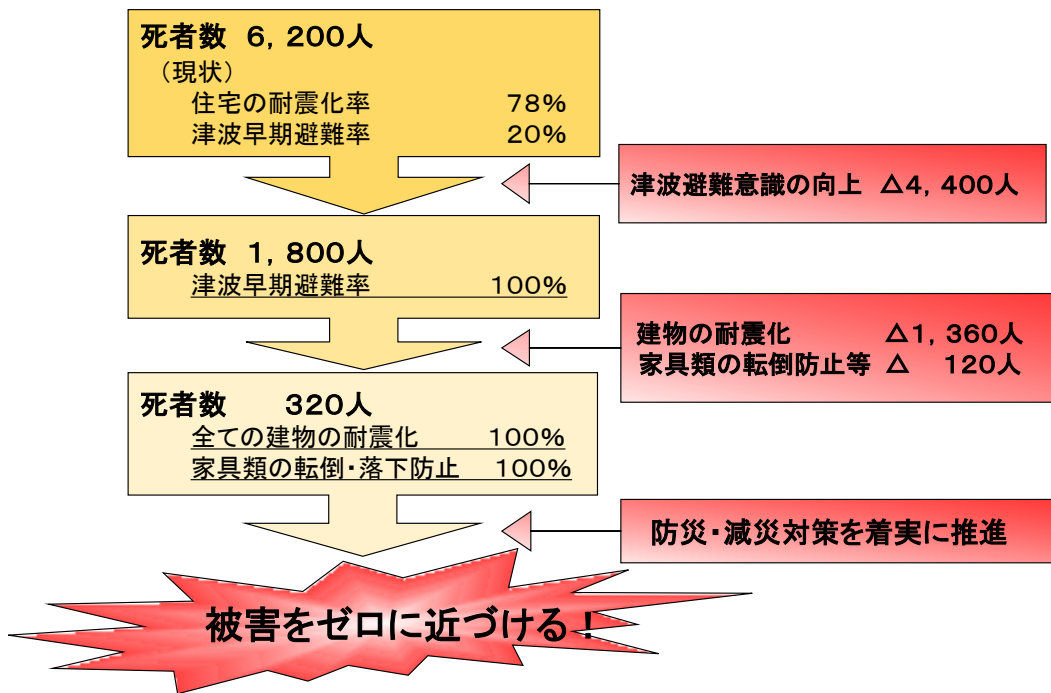 死者数 6,200人
(現状)
住宅の耐震化率 78%
津波早期避難率 20%
津波避難意識の向上 △4,400人
死者数 1,800人
津波早期避難率 100%
建物の耐震化 △1,360人
家具類の転倒防止等 △ 120人
死者数 320人
全ての建物の耐震化 100%
家具類の転倒・落下防止 100%
防災・減災対策を着実に推進
被害をゼロに近づける!